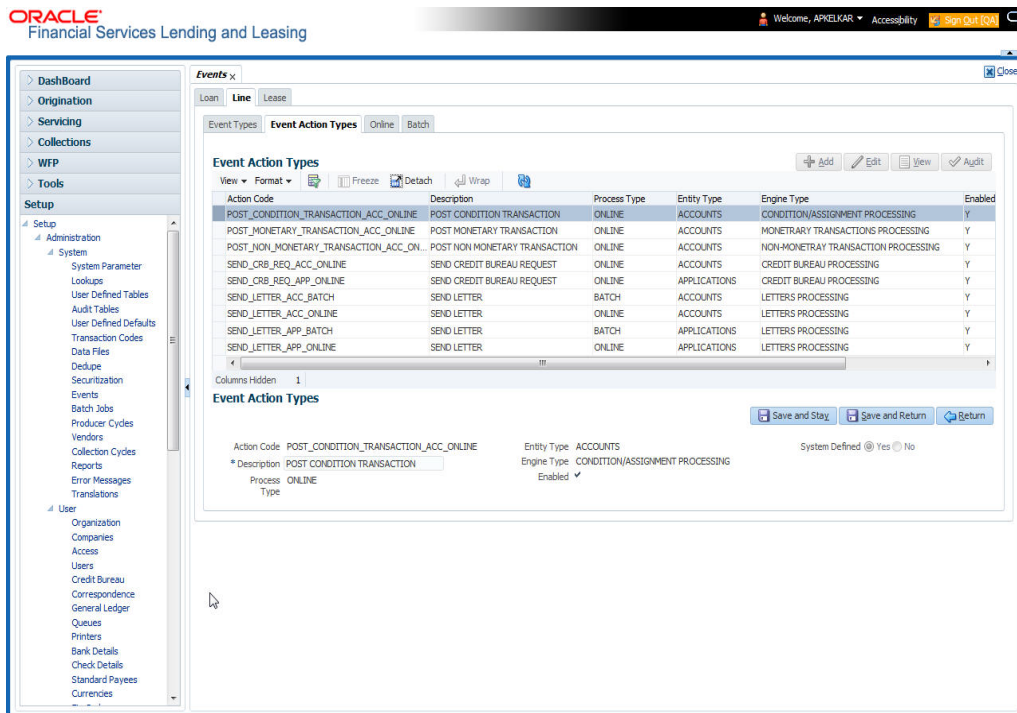 ORACLE
Financial Services Lending and Leasing
Welcome, APKELKAR
Accessibility
Sign Out [QA]
DashBoard
Origination
Servicing
Collections
WFP
Tools
Setup
Setup
Administration
System
System Parameter
Lookups
User Defined Tables
Audit Tables
User Defined Defaults
Transaction Codes
Data Files
Dedupe
Securitization
Events
Batch Jobs
Producer Cycles
Vendors
Collection Cycles
Reports
Error Messages
Translations
User
Organization
Companies
Access
Users
Credit Bureau
Correspondence
General Ledger
Queues
Printers
Bank Details
Check Details
Standard Payees
Currencies
Events x
Close
Loan Line Lease
Event Types Event Action Types Online Batch
Event Action Types
Add Edit View Audit
View Format Freeze Detach Wrap
Action Code Description Process Type Entity Type Engine Type Enabled
POST_CONDITION_TRANSACTION_ACC_ONLINE POST CONDITION TRANSACTION ONLINE ACCOUNTS CONDITION/ASSIGNMENT PROCESSING Y
POST_MONETARY_TRANSACTION_ACC_ONLINE POST MONETARY TRANSACTION ONLINE ACCOUNTS MONETRARY TRANSACTIONS PROCESSING Y
POST_NON_MONETARY_TRANSACTION_ACC_ON... POST NON MONETARY TRANSACTION ONLINE ACCOUNTS NON-MONETRAY TRANSACTION PROCESSING Y
SEND_CRB_REQ_ACC_ONLINE SEND CREDIT BUREAU REQUEST ONLINE ACCOUNTS CREDIT BUREAU PROCESSING Y
SEND_CRB_REQ_APP_ONLINE SEND CREDIT BUREAU REQUEST ONLINE APPLICATIONS CREDIT BUREAU PROCESSING Y
SEND_LETTER_ACC_BATCH SEND LETTER BATCH ACCOUNTS LETTERS PROCESSING Y
SEND_LETTER_ACC_ONLINE SEND LETTER ONLINE ACCOUNTS LETTERS PROCESSING Y
SEND_LETTER_APP_BATCH SEND LETTER BATCH APPLICATIONS LETTERS PROCESSING Y
SEND_LETTER_APP_ONLINE SEND LETTER ONLINE APPLICATIONS LETTERS PROCESSING Y
Columns Hidden 1
Event Action Types
Save and Stay Save and Return Return
Action Code POST_CONDITION_TRANSACTION_ACC_ONLINE Entity Type ACCOUNTS System Defined Yes No
* Description POST CONDITION TRANSACTION Engine Type CONDITION/ASSIGNMENT PROCESSING
Process Type ONLINE Enabled